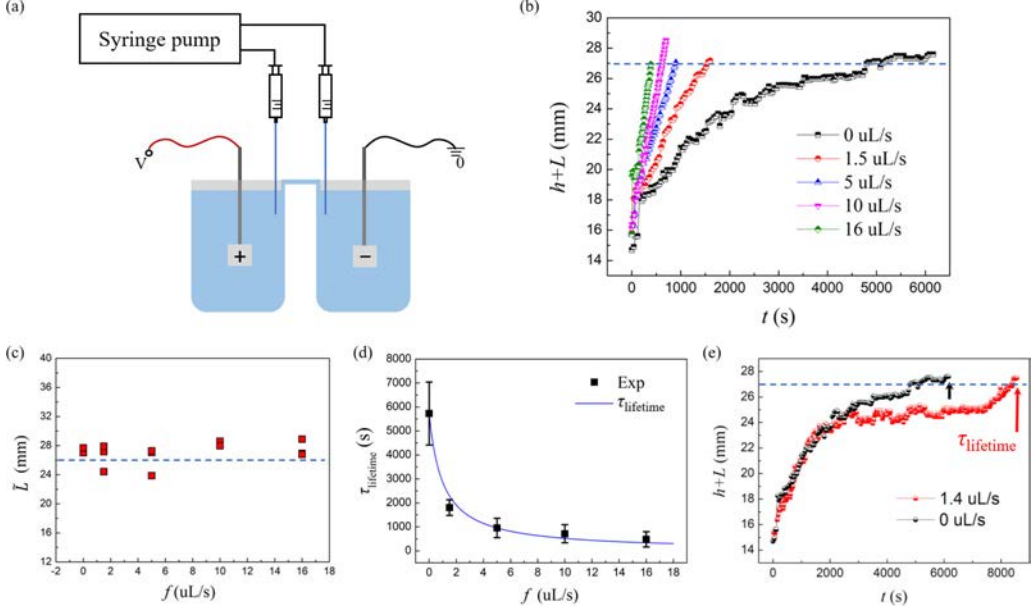 (a)
Syringe pump
V
0
+
−
(b)
h+L (mm)
30
28
26
24
22
20
18
16
14
0 uL/s
1.5 uL/s
5 uL/s
10 uL/s
16 uL/s
0 1000 2000 3000 4000 5000 6000
t (s)
(c)
L̄ (mm)
40
36
32
28
24
20
16
12
-2 0 2 4 6 8 10 12 14 16 18
f (uL/s)
(d)
τlifetime (s)
8000
7000
6000
5000
4000
3000
2000
1000
0
Exp
τlifetime
0 2 4 6 8 10 12 14 16 18
f (uL/s)
(e)
h+L (mm)
28
26
24
22
20
18
16
14
τlifetime
1.4 uL/s
0 uL/s
0 2000 4000 6000 8000
t (s)